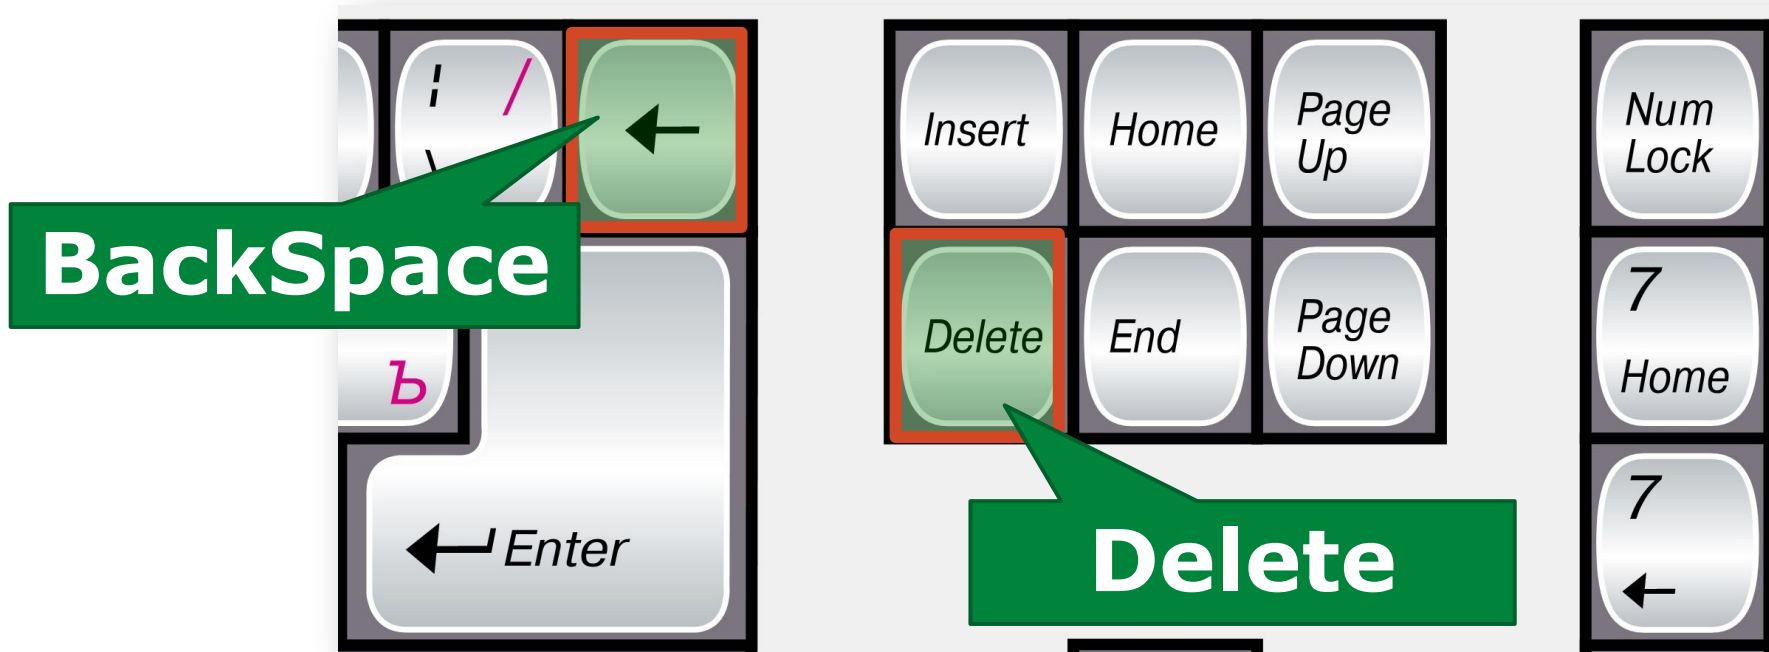 ¦ /
\
BackSpace
Ъ
Enter
Insert
Home
Page
Up
Delete
End
Page
Down
Delete
Num
Lock
7
Home
7